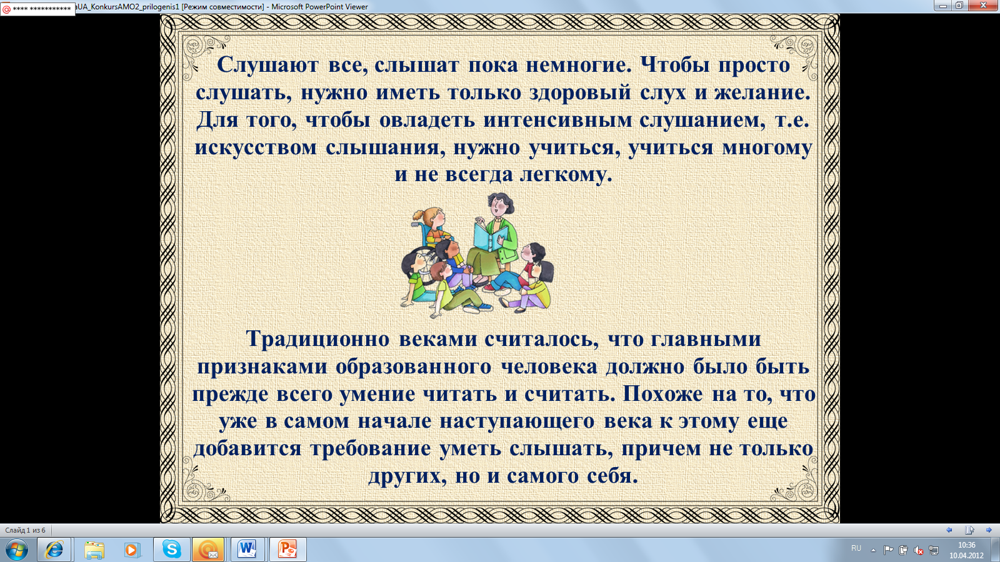 @ **** ***********
aUA_KonkursAMO2_prilogenis1 [Режим совместимости] - Microsoft PowerPoint Viewer
Слушают все, слышат пока немногие. Чтобы просто
слушать, нужно иметь только здоровый слух и желание.
Для того, чтобы овладеть интенсивным слушанием, т.е.
искусством слышания, нужно учиться, учиться многому
и не всегда легкому.
Традиционно веками считалось, что главными
признаками образованного человека должно было быть
прежде всего умение читать и считать. Похоже на то, что
уже в самом начале наступающего века к этому еще
добавится требование уметь слышать, причем не только
других, но и самого себя.
Слайд 1 из 6
RU
10:36
10.04.2012